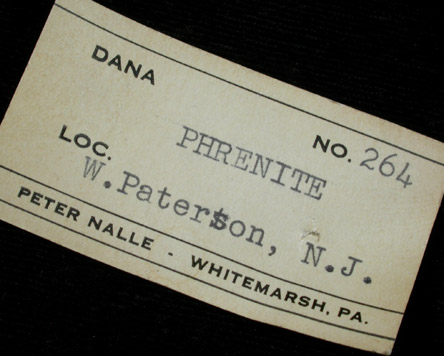 DANA
NO. 264
PHRENITE
LOC. W.Paterson, N.J.
PETER NALLE - WHITEMARSH, PA.